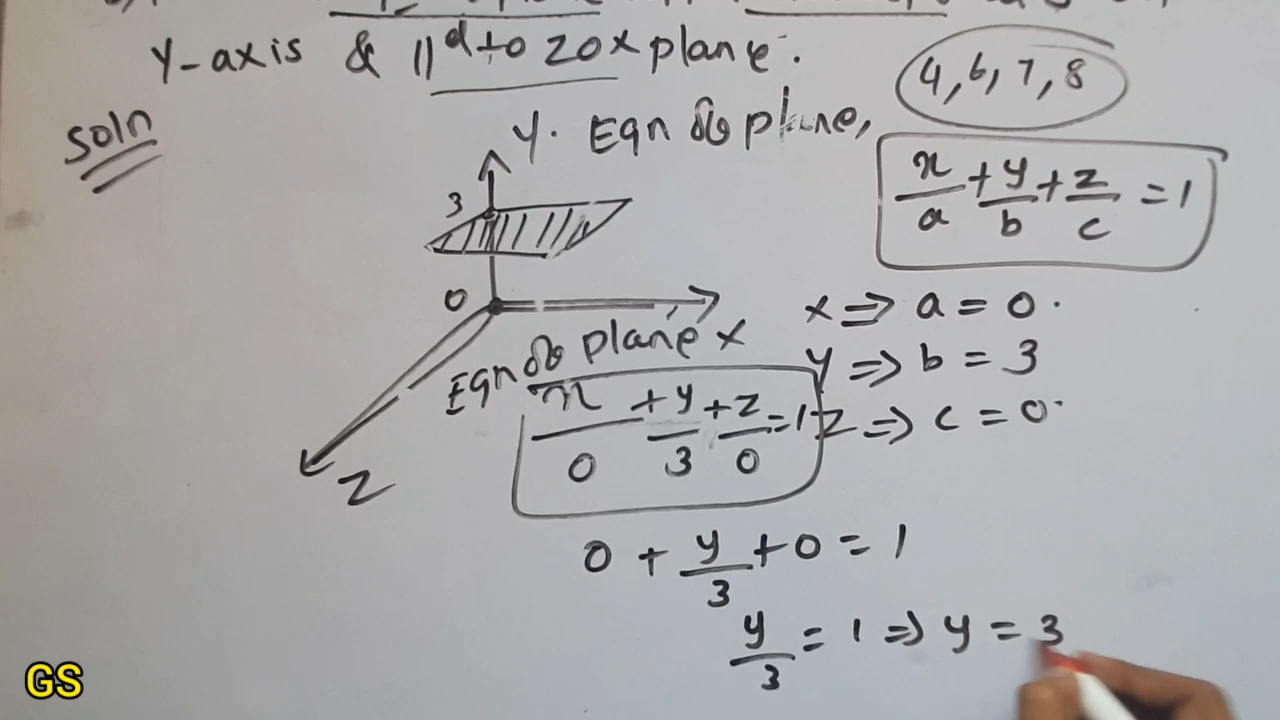 Y-axis & ||d to ZOX plane.
4, 6, 7, 8
Soln
Y. Eqn of plane,
x/a + y/b + z/c = 1
3
0
x
z
x ⇒ a = 0.
y ⇒ b = 3
z ⇒ c = 0.
Eqn of plane
x/0 + y/3 + z/0 = 1
0 + y/3 + 0 = 1
y/3 = 1 ⇒ y = 3
GS